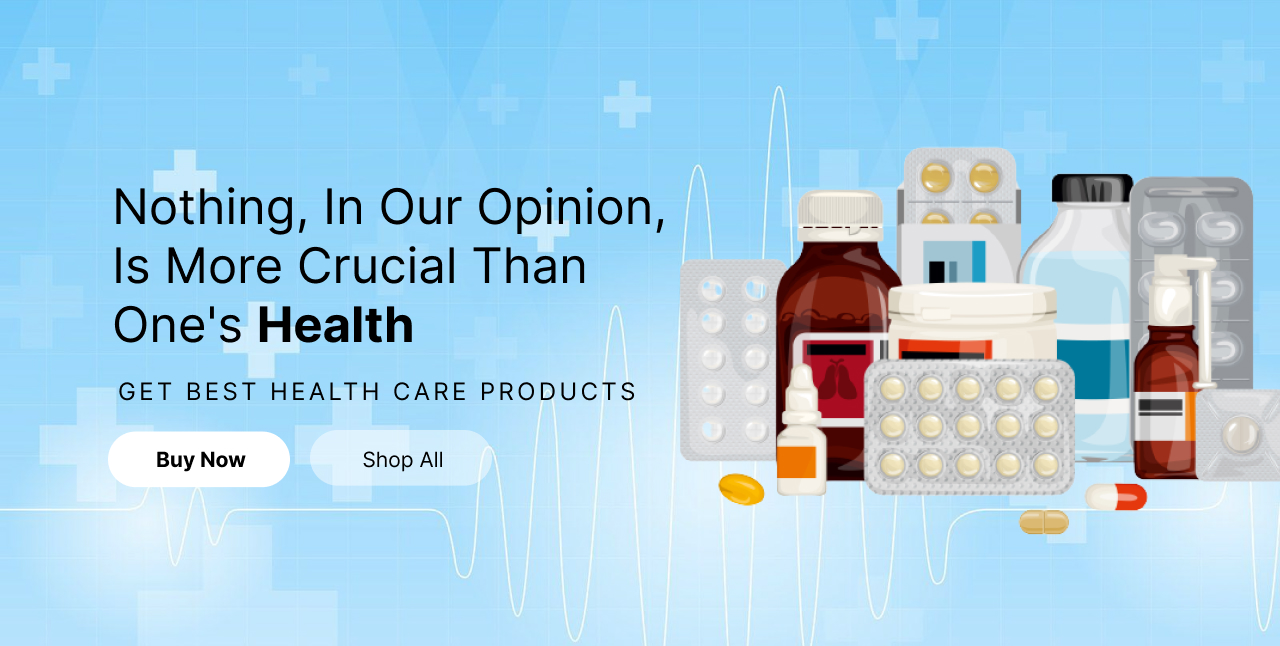 Nothing, In Our Opinion,
Is More Crucial Than
One's Health
GET BEST HEALTH CARE PRODUCTS
Buy Now
Shop All